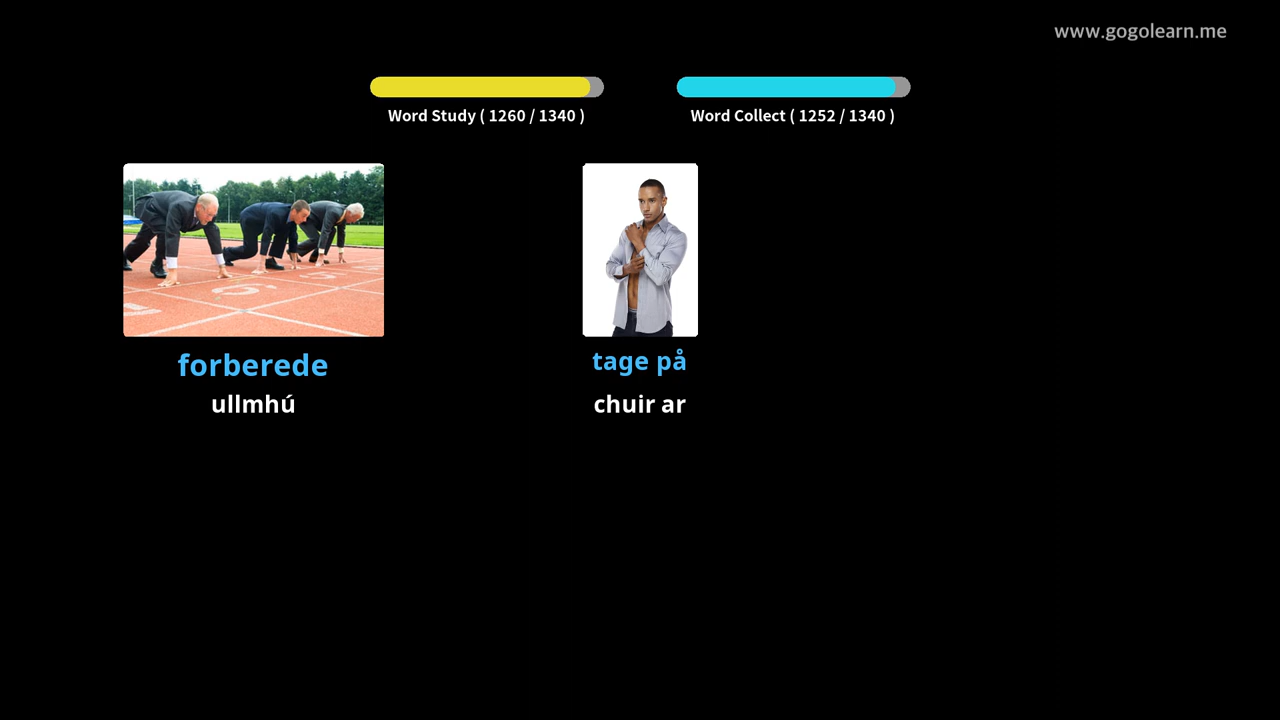 www.gogolearn.me
Word Study ( 1260 / 1340 )
Word Collect ( 1252 / 1340 )
forberede
ullmhú
tage på
chuir ar